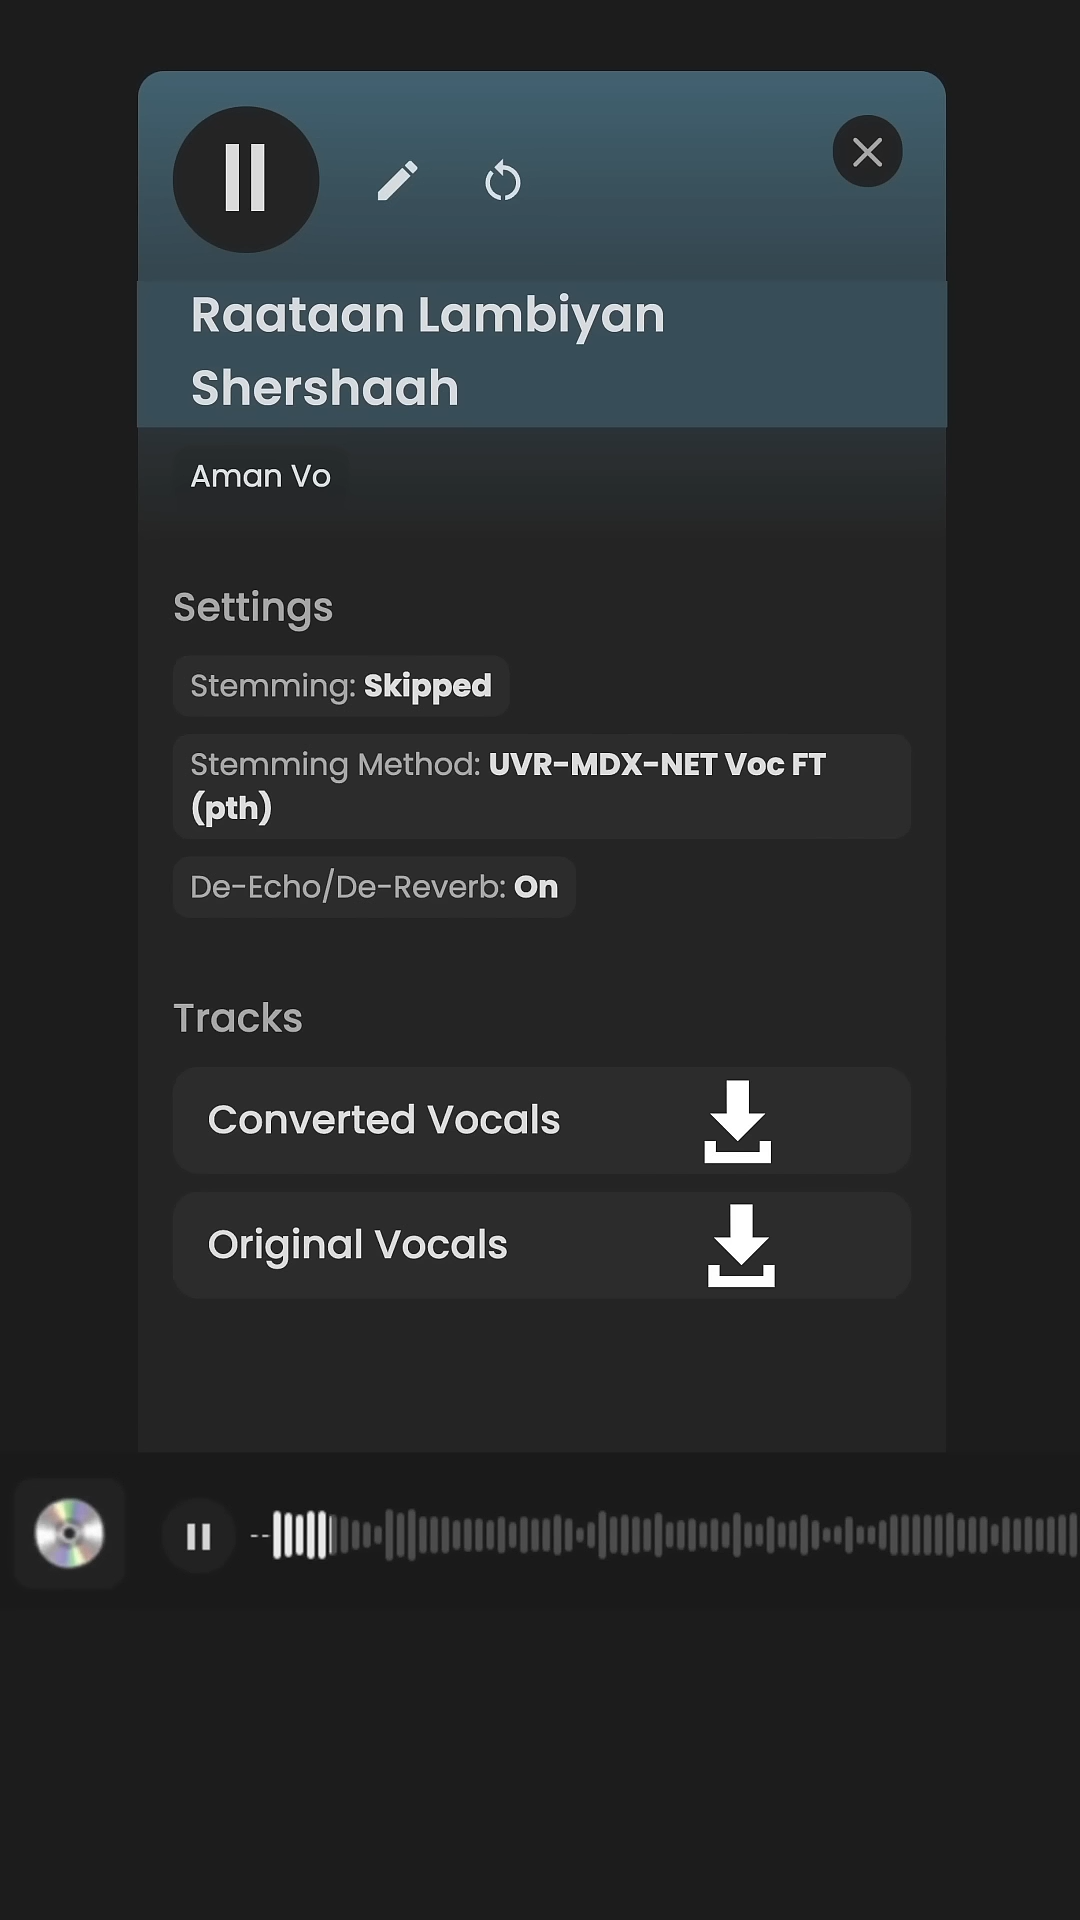 Raataan Lambiyan
Shershaah
Aman Vo
Settings
Stemming: Skipped
Stemming Method: UVR-MDX-NET Voc FT
(pth)
De-Echo/De-Reverb: On
Tracks
Converted Vocals
Original Vocals
--